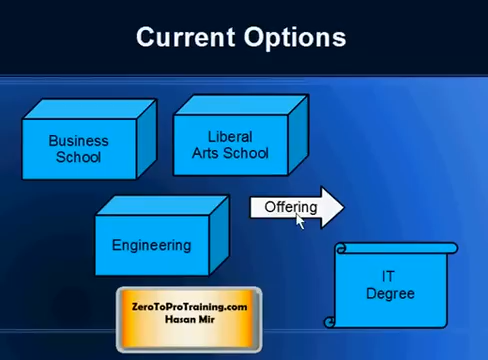 Current Options
Business
School
Liberal
Arts School
Offering
Engineering
IT
Degree
ZeroToProTraining.com
Hasan Mir